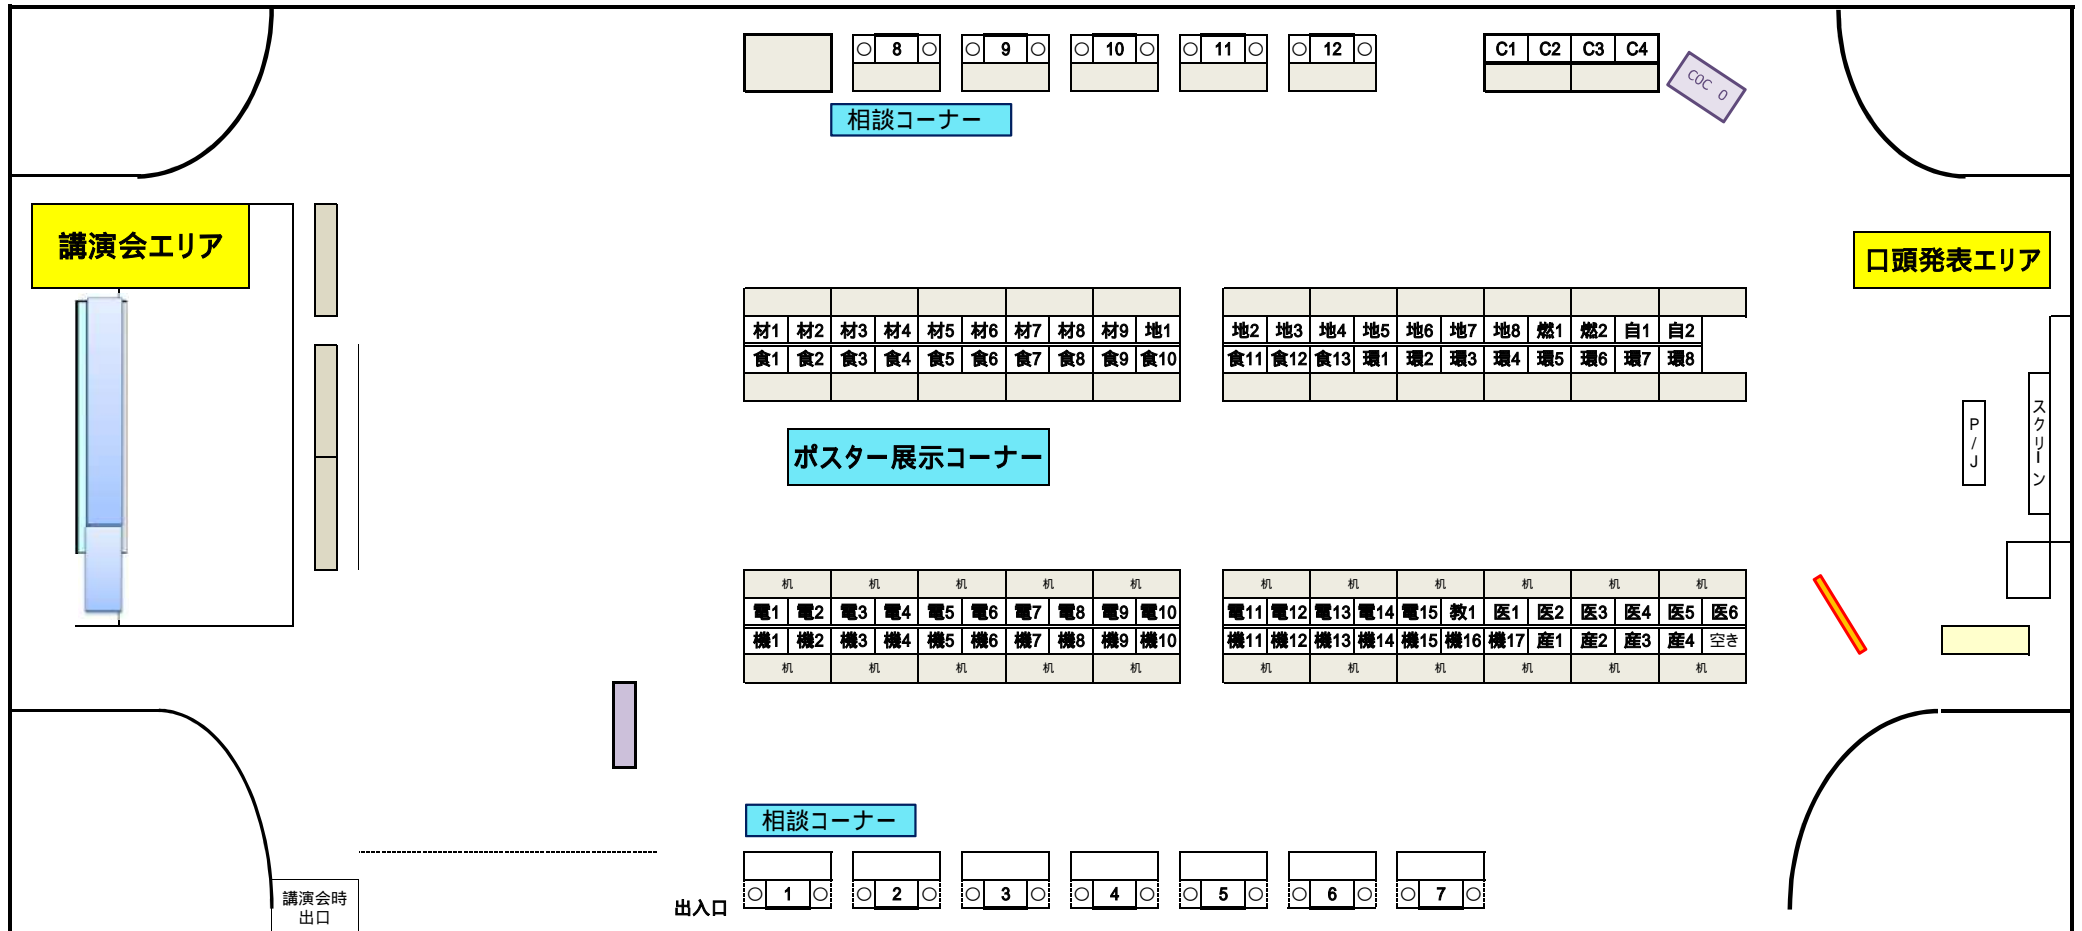 8 9 10 11 12 C1 C2 C3 C4
COC 0
相談コーナー
講演会エリア
口頭発表エリア
材1 材2 材3 材4 材5 材6 材7 材8 材9 地1 地2 地3 地4 地5 地6 地7 地8 燃1 燃2 自1 自2
食1 食2 食3 食4 食5 食6 食7 食8 食9 食10 食11 食12 食13 環1 環2 環3 環4 環5 環6 環7 環8
P/J
スクリーン
ポスター展示コーナー
机 机 机 机 机 机 机 机 机 机 机
電1 電2 電3 電4 電5 電6 電7 電8 電9 電10 電11 電12 電13 電14 電15 教1 医1 医2 医3 医4 医5 医6
機1 機2 機3 機4 機5 機6 機7 機8 機9 機10 機11 機12 機13 機14 機15 機16 機17 産1 産2 産3 産4 空き
机 机 机 机 机 机 机 机 机 机 机
相談コーナー
1 2 3 4 5 6 7
講演会時
出口
出入口